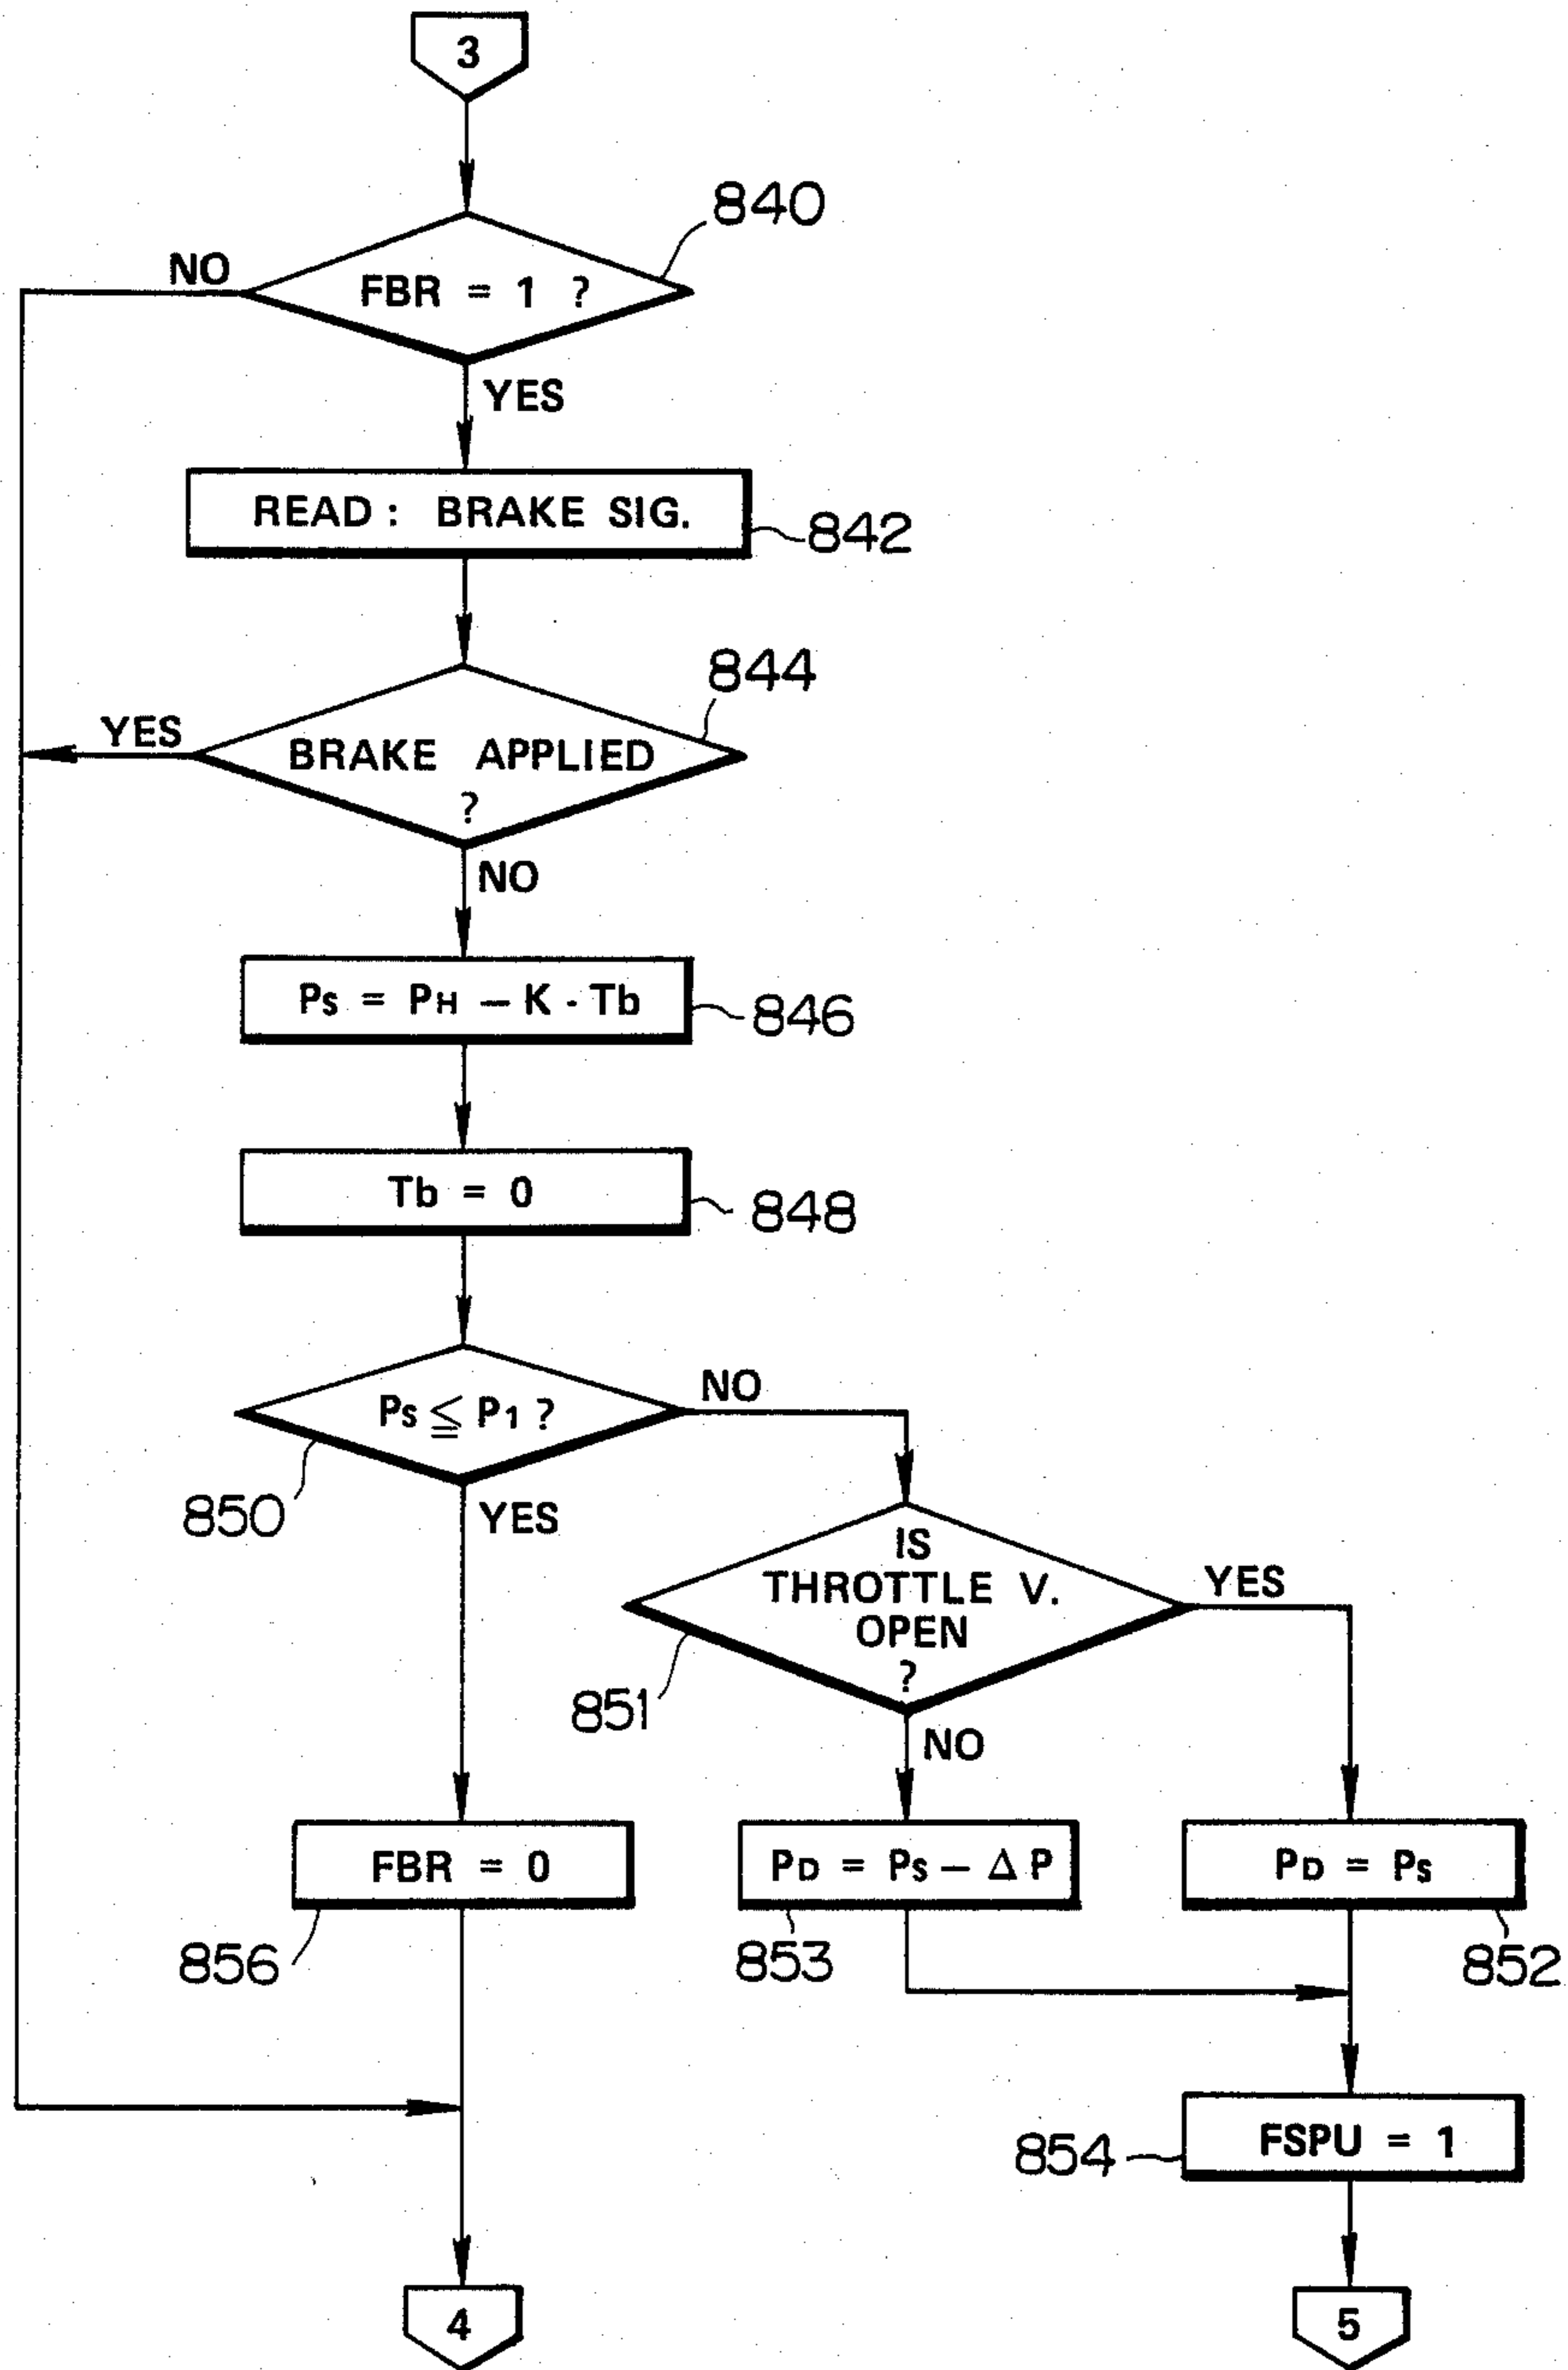 3
840
NO
FBR = 1 ?
YES
READ : BRAKE SIG.
842
844
YES
BRAKE APPLIED
?
NO
Ps = PH – K · Tb
846
Tb = 0
848
Ps ≦ P1 ?
NO
850
YES
IS
THROTTLE V.
OPEN
?
YES
851
NO
FBR = 0
PD = Ps – Δ P
PD = Ps
856
853
852
FSPU = 1
854
4
5